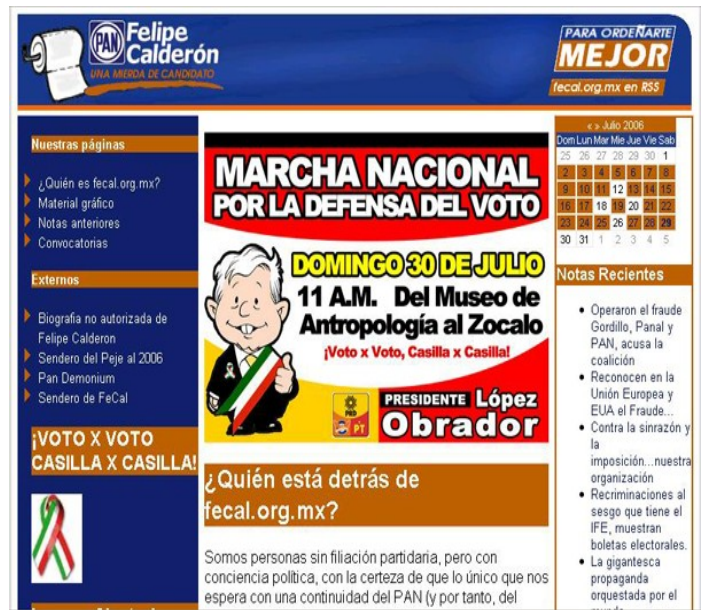 PAN
Felipe
Calderón
UNA MIERDA DE CANDIDATO
PARA ORDEÑARTE
MEJOR
fecal.org.mx en RSS
Nuestras páginas
¿Quién es fecal.org.mx?
Material gráfico
Notas anteriores
Convocatorias
Externos
Biografia no autorizada de
Felipe Calderon
Sendero del Peje al 2006
Pan Demonium
Sendero de FeCal
¡VOTO X VOTO
CASILLA X CASILLA!
MARCHA NACIONAL
POR LA DEFENSA DEL VOTO
DOMINGO 30 DE JULIO
11 A.M. Del Museo de
Antropología al Zocalo
¡Voto x Voto, Casilla x Casilla!
PRD
PT
PRESIDENTE López
Obrador
¿Quién está detrás de
fecal.org.mx?
Somos personas sin filiación partidaria, pero con
conciencia política, con la certeza de que lo único que nos
espera con una continuidad del PAN (y por tanto, del
« » Julio 2006
Dom Lun Mar Mie Jue Vie Sab
25 26 27 28 29 30 1
2 3 4 5 6 7 8
9 10 11 12 13 14 15
16 17 18 19 20 21 22
23 24 25 26 27 28 29
30 31 1 2 3 4 5
Notas Recientes
Operaron el fraude
Gordillo, Panal y
PAN, acusa la
coalición
Reconocen en la
Unión Europea y
EUA el Fraude...
Contra la sinrazón y
la
imposición...nuestra
organización
Recriminaciones al
sesgo que tiene el
IFE, muestran
boletas electorales.
La gigantesca
propaganda
orquestada por el